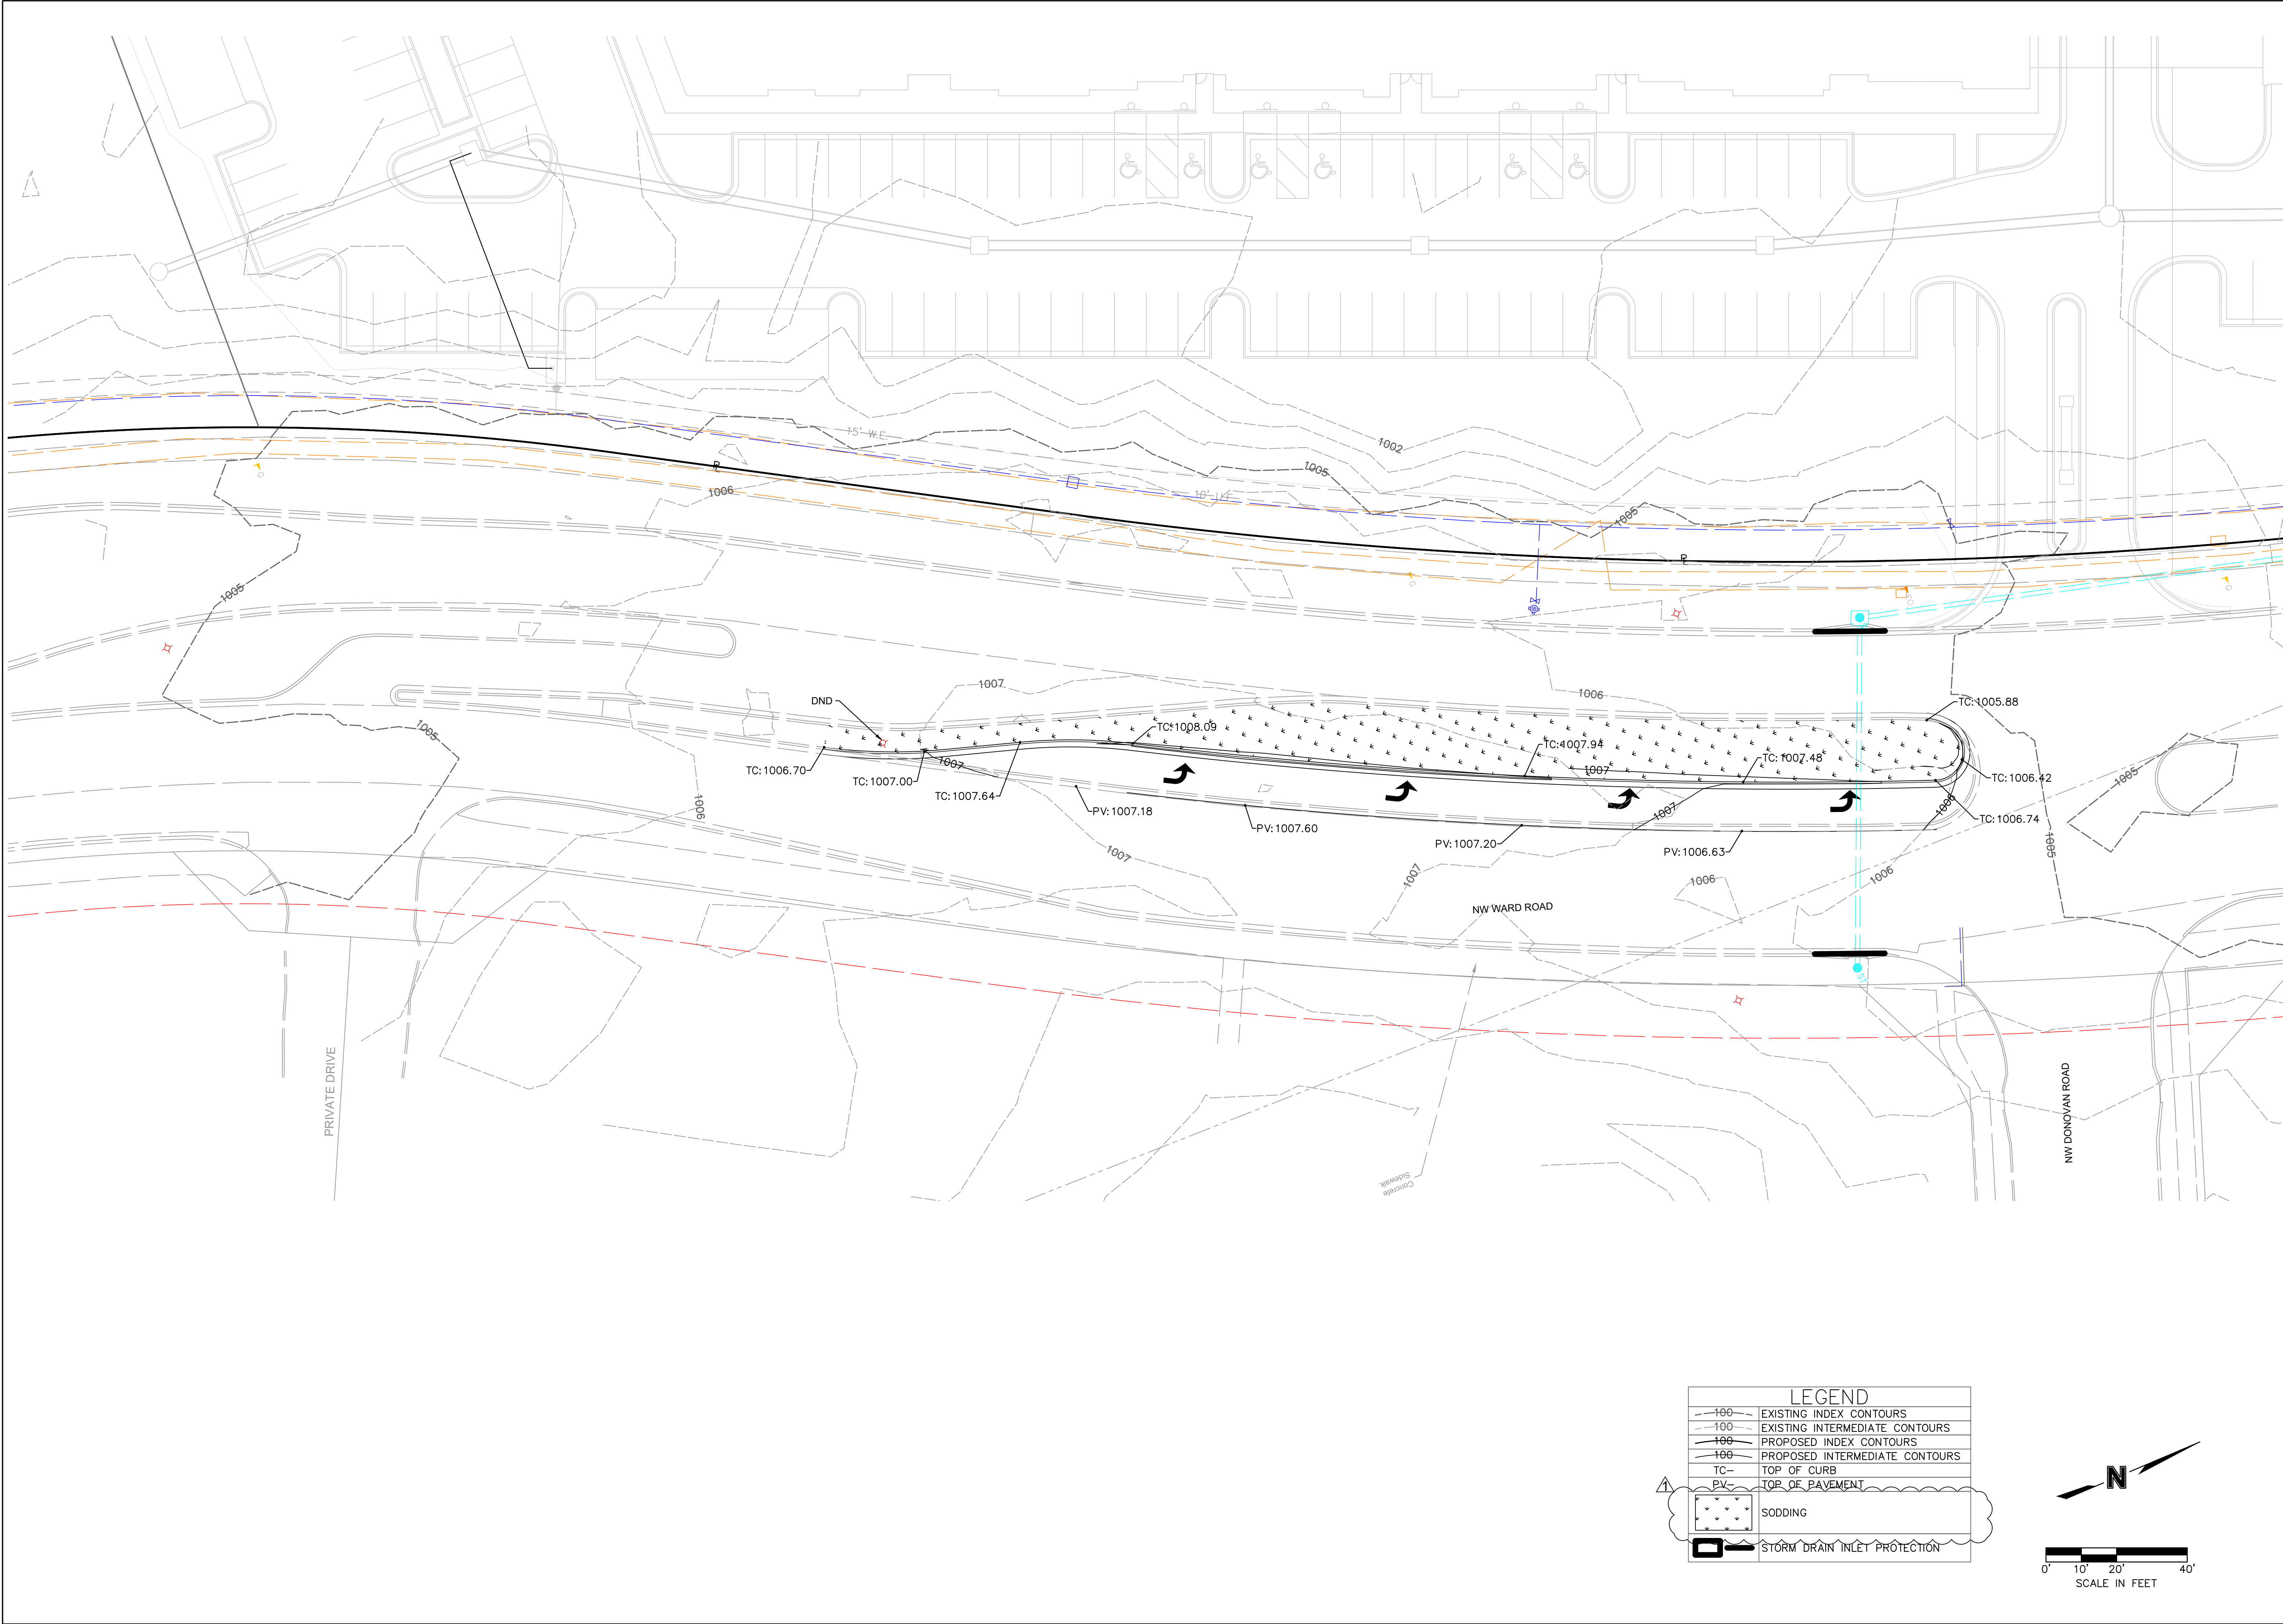 1002
15' W.E.
1005
PL
1006
10' U.E.
1005
G
G
G
G
PL
1005
1007
1006
TC:1005.88
DND
TC:1008.09
1005
TC:1007.94
1007
TC:1007.48
1007
TC:1006.70
TC:1007.00
TC:1006.42
1005
TC:1007.64
1006
PV:1007.18
1006
1007
TC:1006.74
PV:1007.60
PV:1007.20
PV:1006.63
1005
1007
1007
1006
1006
NW WARD ROAD
PRIVATE DRIVE
NW DONOVAN ROAD
Concrete
Sidewalk
LEGEND
100 EXISTING INDEX CONTOURS
100 EXISTING INTERMEDIATE CONTOURS
100 PROPOSED INDEX CONTOURS
100 PROPOSED INTERMEDIATE CONTOURS
TC- TOP OF CURB
1 PV- TOP OF PAVEMENT
SODDING
STORM DRAIN INLET PROTECTION
N
0' 10' 20' 40'
SCALE IN FEET